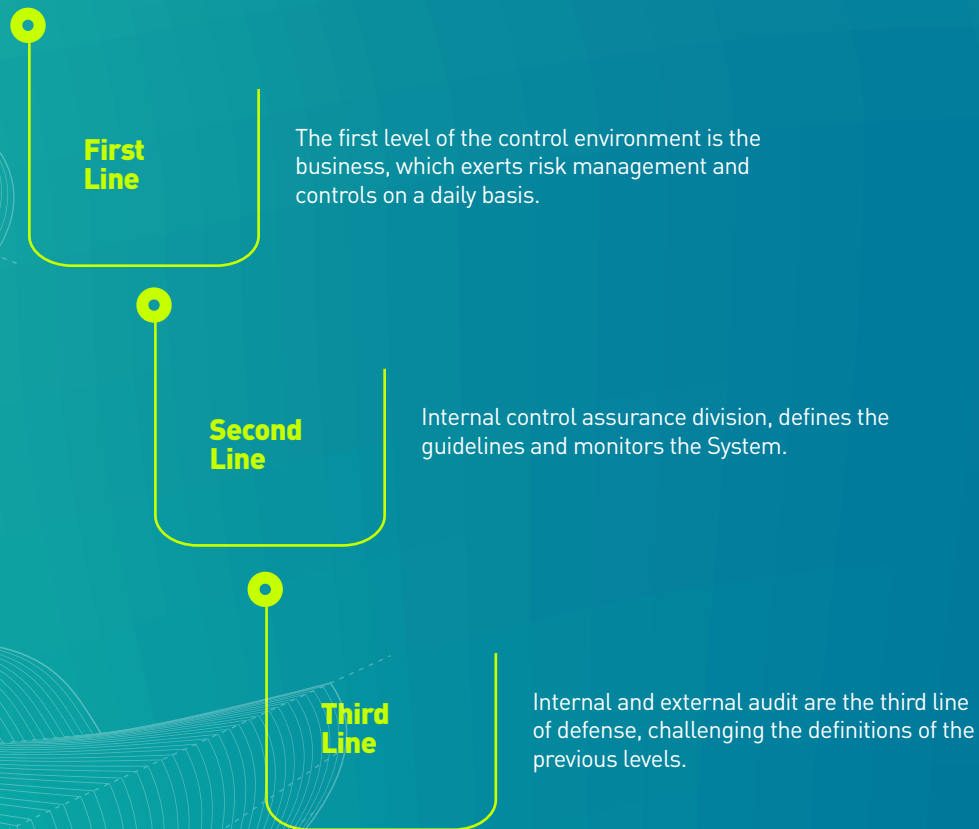 First
Line
The first level of the control environment is the
business, which exerts risk management and
controls on a daily basis.
Second
Line
Internal control assurance division, defines the
guidelines and monitors the System.
Third
Line
Internal and external audit are the third line
of defense, challenging the definitions of the
previous levels.